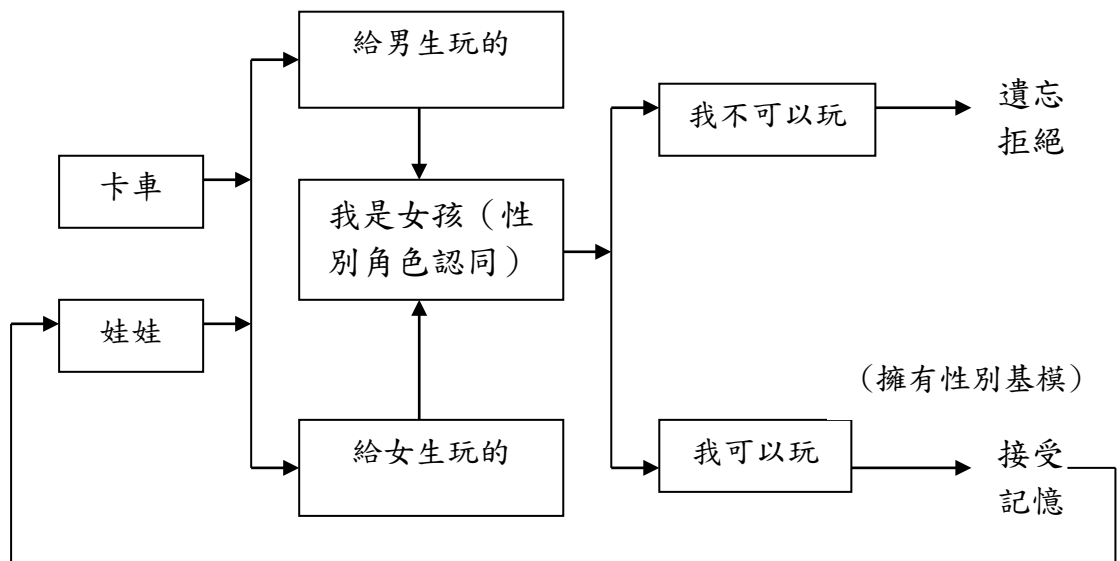 給男生玩的
我不可以玩
遺忘
拒絕
卡車
我是女孩（性
別角色認同）
娃娃
（擁有性別基模）
給女生玩的
我可以玩
接受
記憶